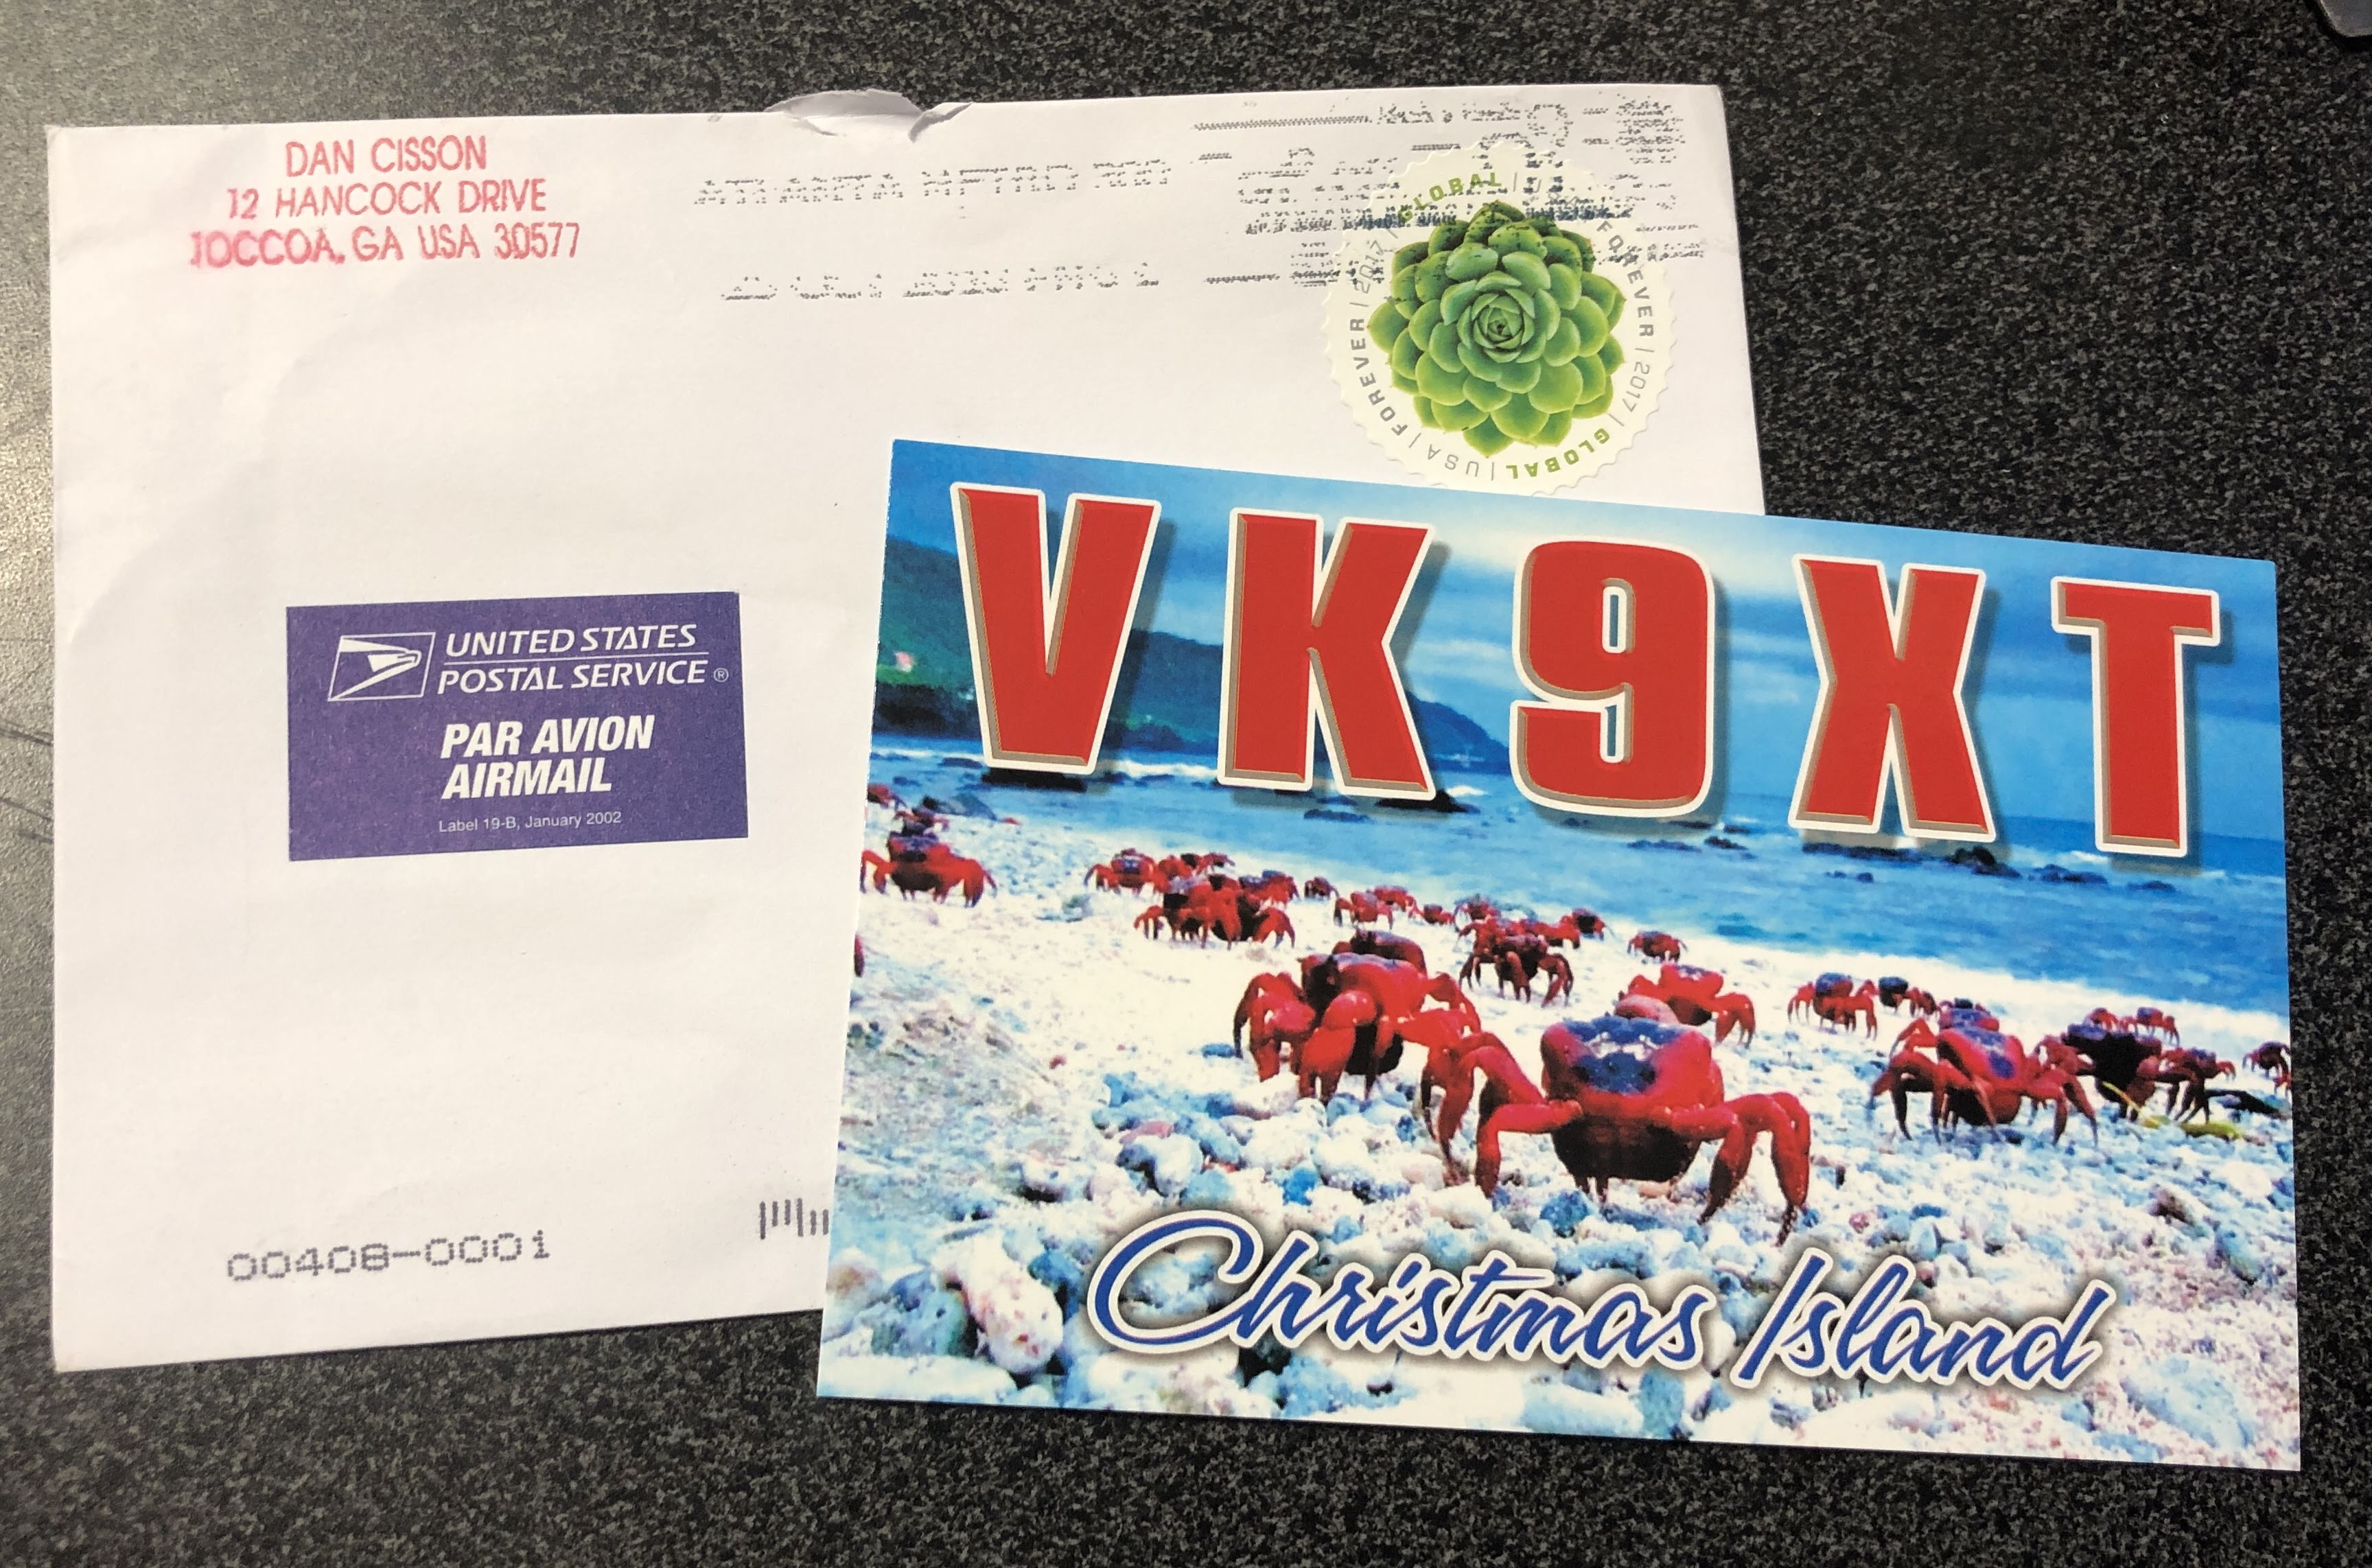 DAN CISSON
12 HANCOCK DRIVE
TOCCOA, GA USA 30577
GLOBAL | USA | FOREVER | 2017 | GLOBAL | USA | FOREVER | 2017
UNITED STATES
POSTAL SERVICE®
PAR AVION
AIRMAIL
Label 19-B, January 2002
00408-0001
VK9XT
Christmas Island